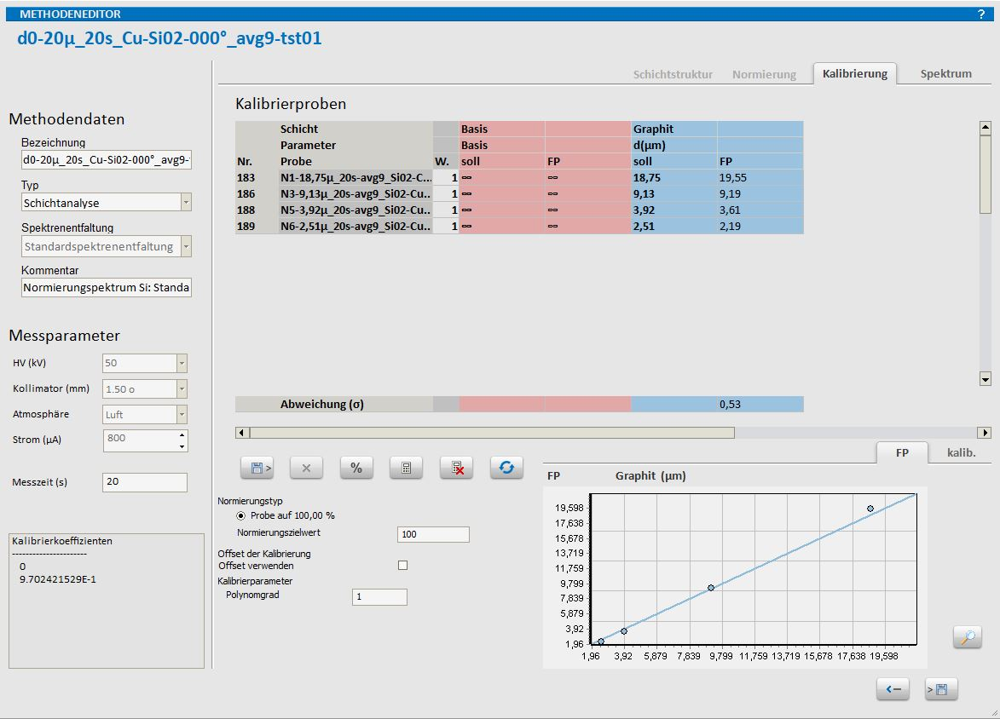 METHODENEDITOR ?
d0-20µ_20s_Cu-Si02-000°_avg9-tst01
Schichtstruktur Normierung Kalibrierung Spektrum
Methodendaten
Bezeichnung
d0-20µ_20s_Cu-Si02-000°_avg9-
Typ
Schichtanalyse
Spektrenentfaltung
Standardspektrenentfaltung
Kommentar
Normierungspektrum Si: Standa
Messparameter
HV (kV) 50
Kollimator (mm) 1.50 o
Atmosphäre Luft
Strom (µA) 800
Messzeit (s) 20
Kalibrierkoeffizienten
-----------------------
0
9.702421529E-1
Kalibrierproben
Schicht Basis Graphit
Parameter Basis d(µm)
Nr. Probe W. soll FP soll FP
183 N1-18,75µ_20s-avg9_Si02-C... 1 ∞ ∞ 18,75 19,55
186 N3-9,13µ_20s-avg9_Si02-Cu.. 1 ∞ ∞ 9,13 9,19
188 N5-3,92µ_20s-avg9_Si02-Cu.. 1 ∞ ∞ 3,92 3,61
189 N6-2,51µ_20s-avg9_Si02-Cu.. 1 ∞ ∞ 2,51 2,19
Abweichung (σ) 0,53
> × %
Normierungstyp
Probe auf 100,00 %
Normierungszielwert 100
Offset der Kalibrierung
Offset verwenden
Kalibrierparameter
Polynomgrad 1
FP kalib.
FP Graphit (µm)
19,598
17,638
15,678
13,719
11,759
9,799
7,839
5,879
3,92
1,96
1,96 3,92 5,879 7,839 9,799 11,759 13,719 15,678 17,638 19,598
>